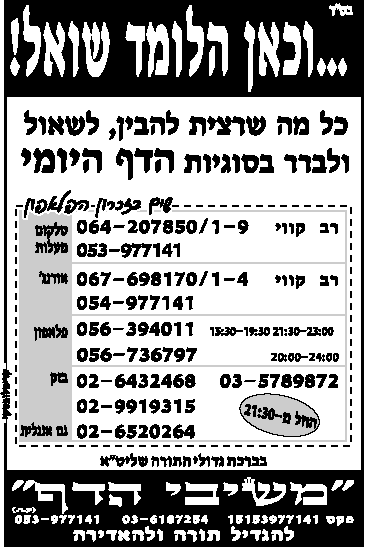 בס"ד
...וכאן הלומד שואל!
כל מה שרצית להבין, לשאול
ולברר בסוגיות הדף היומי
שים בזכרון-הפלאפון
סלקום 064-207850/1-9 רב קווי
מעלות 053-977141
אורנג' 067-698170/1-4 רב קווי
054-977141
פלאפון 056-394011 13:30-19:30 21:30-23:00
056-736797 20:00-24:00
בזק 02-6432468 03-5789872
02-9919315 החל מ-21:30
גם אנגלית 02-6520264
בברכת גדולי התורה שליט"א
"משיבי הדף"
053-977141 03-6187254 פקס 15153977141
להגדיל תורה ולהאדירה